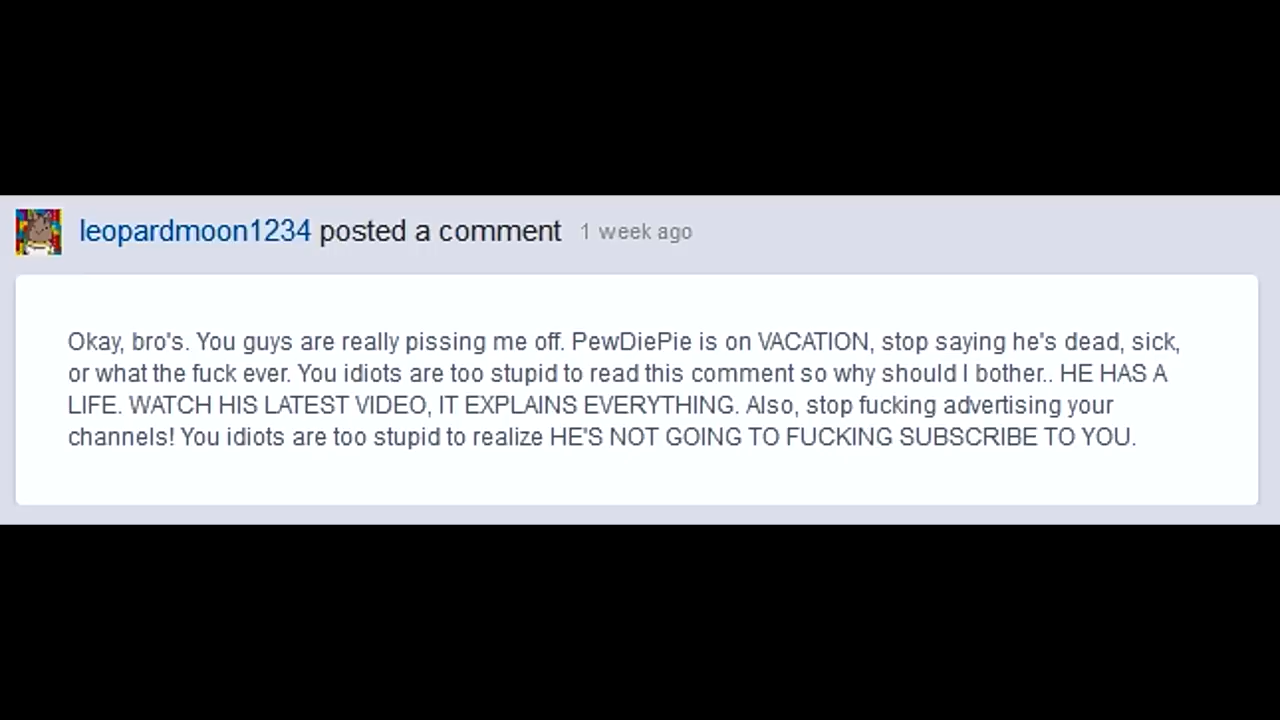 leopardmoon1234 posted a comment 1 week ago
Okay, bro's. You guys are really pissing me off. PewDiePie is on VACATION, stop saying he's dead, sick,
or what the fuck ever. You idiots are too stupid to read this comment so why should I bother.. HE HAS A
LIFE. WATCH HIS LATEST VIDEO, IT EXPLAINS EVERYTHING. Also, stop fucking advertising your
channels! You idiots are too stupid to realize HE'S NOT GOING TO FUCKING SUBSCRIBE TO YOU.